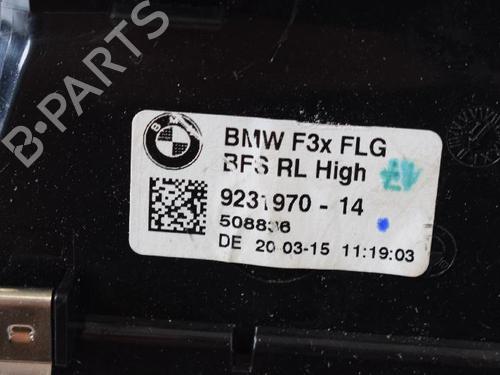 B-PARTS
BMW F3x FLG
BFS RL High
9231970 - 14
508836
DE 20 03-15 11:19:03